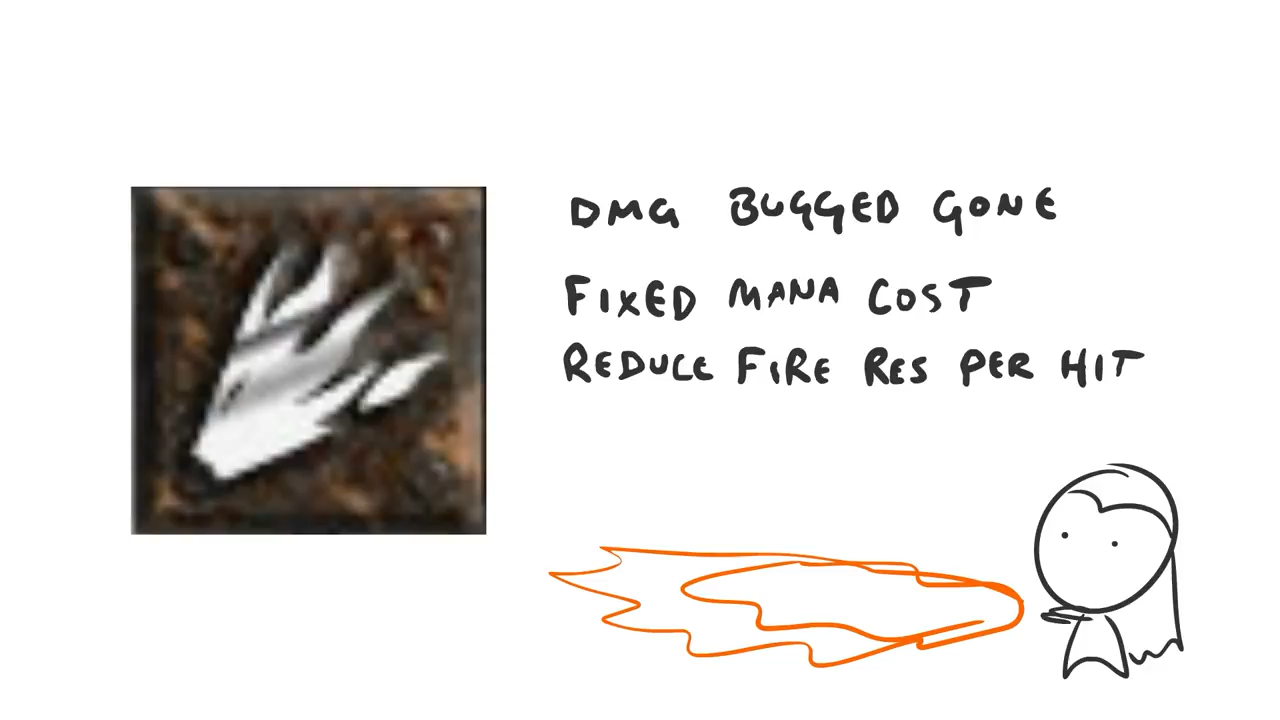 DMG BUGGED GONE
FIXED MANA COST
REDUCE FIRE RES PER HIT